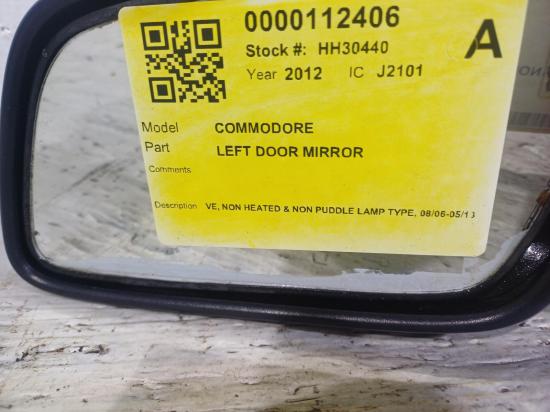 0000112406
A
Stock #: HH30440
Year 2012 IC J2101
Model COMMODORE
Part LEFT DOOR MIRROR
Comments
Description VE, NON HEATED & NON PUDDLE LAMP TYPE, 08/06-05/13